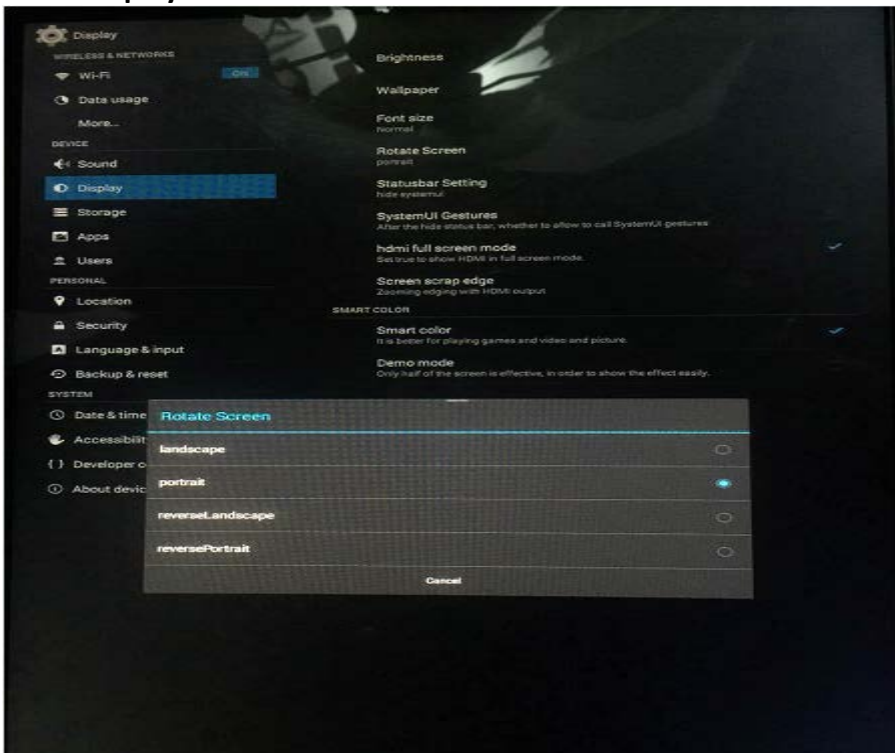 Display
WIRELESS & NETWORKS
Wi-Fi
ON
Data usage
More...
DEVICE
Sound
Display
Storage
Apps
Users
PERSONAL
Location
Security
Language & input
Backup & reset
SYSTEM
Date & time
Accessibilit
{ } Developer o
About devic
Brightness
Wallpaper
Font size
Normal
Rotate Screen
portrait
Statusbar Setting
hide systemui
SystemUI Gestures
After the hide status bar, whether to allow to call SystemUI gestures
hdmi full screen mode
Set true to show HDMI in full screen mode.
Screen scrap edge
Zooming edging with HDMI output
SMART COLOR
Smart color
It is better for playing games and video and picture.
Demo mode
Only half of the screen is effective, in order to show the effect easily.
Rotate Screen
landscape
portrait
reverseLandscape
reversePortrait
Cancel